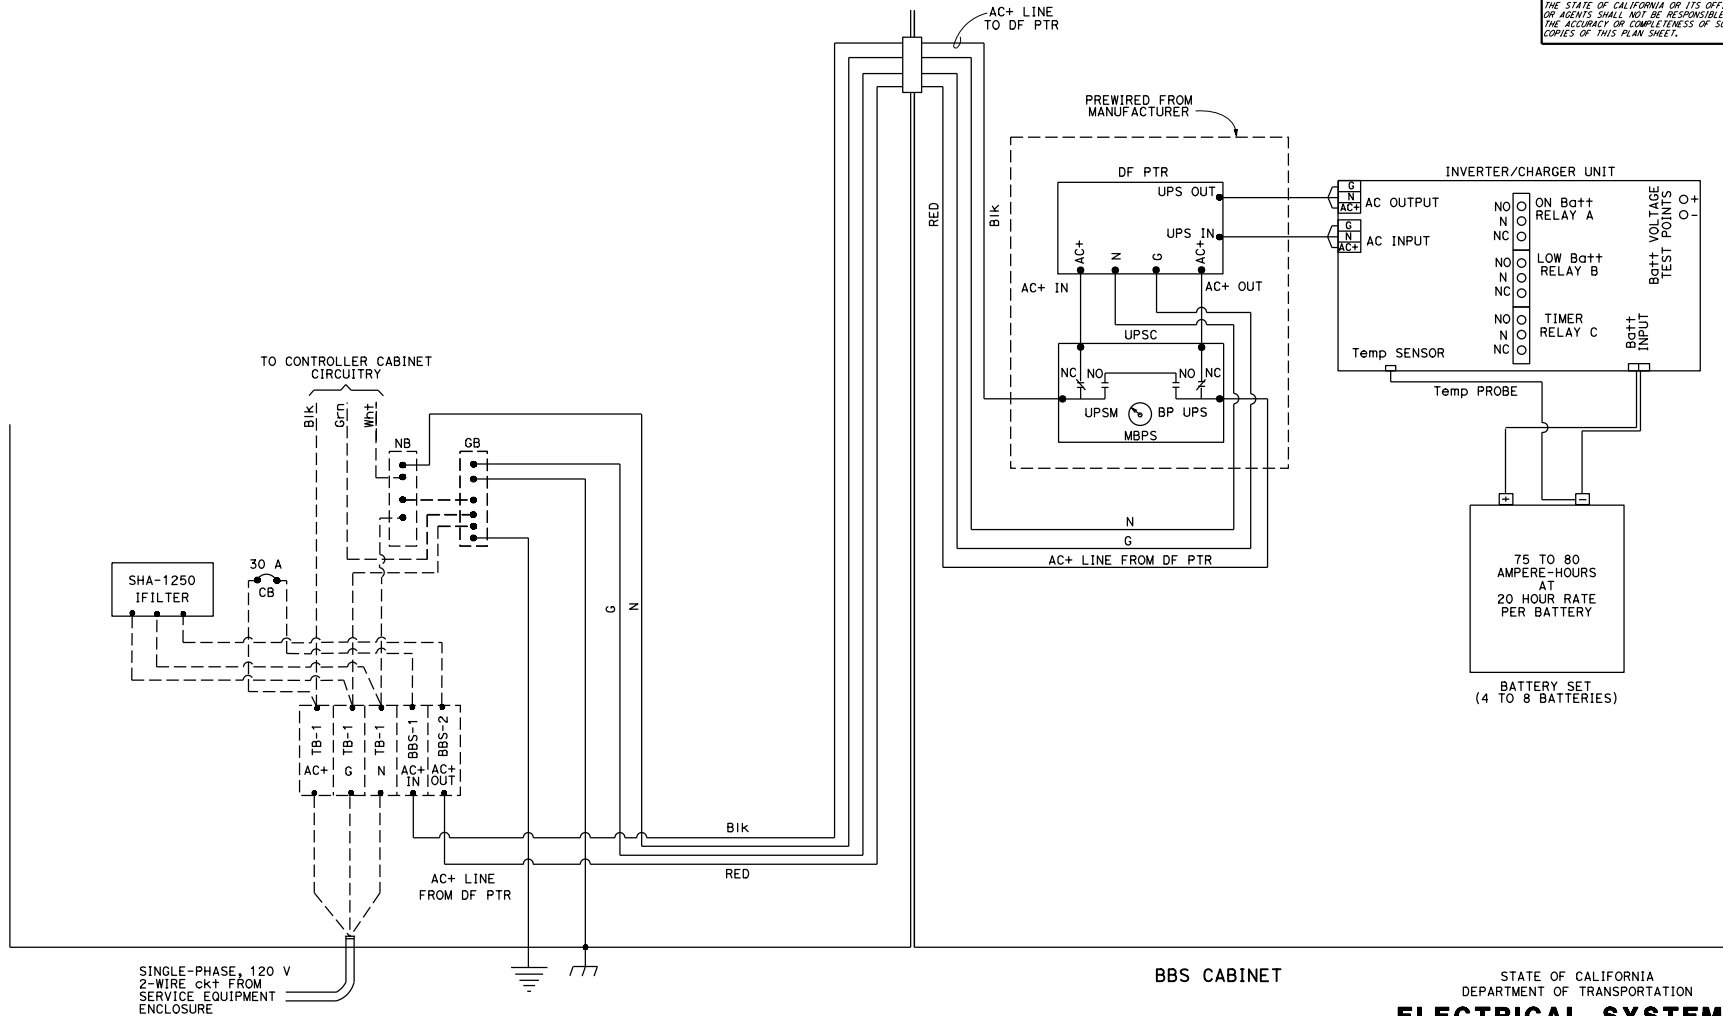 THE STATE OF CALIFORNIA OR ITS OFF
OR AGENTS SHALL NOT BE RESPONSIBLE
THE ACCURACY OR COMPLETENESS OF
COPIES OF THIS PLAN SHEET.
AC+ LINE
TO DF PTR
PREWIRED FROM
MANUFACTURER
RED
Blk
DF PTR
UPS OUT
UPS IN
AC+
N
G
AC+
AC+ IN
AC+ OUT
UPSC
NC
NO
NO
NC
UPSM
BP
UPS
MBPS
N
G
AC+ LINE FROM DF PTR
INVERTER/CHARGER UNIT
G
N
AC+
AC OUTPUT
G
N
AC+
AC INPUT
NO
N
NC
ON Batt
RELAY A
NO
N
NC
LOW Batt
RELAY B
NO
N
NC
TIMER
RELAY C
Batt VOLTAGE
TEST POINTS
+
-
Batt
INPUT
Temp SENSOR
Temp PROBE
+
-
75 TO 80
AMPERE-HOURS
AT
20 HOUR RATE
PER BATTERY
BATTERY SET
(4 TO 8 BATTERIES)
TO CONTROLLER CABINET
CIRCUITRY
Blk
Grn
Wht
NB
GB
30 A
CB
SHA-1250
IFILTER
G
N
TB-1
AC+
TB-1
G
TB-1
N
BBS-1
AC+
IN
BBS-2
AC+
OUT
Blk
RED
AC+ LINE
FROM DF PTR
SINGLE-PHASE, 120 V
2-WIRE ckt FROM
SERVICE EQUIPMENT
ENCLOSURE
BBS CABINET
STATE OF CALIFORNIA
DEPARTMENT OF TRANSPORTATION
ELECTRICAL SYSTEM